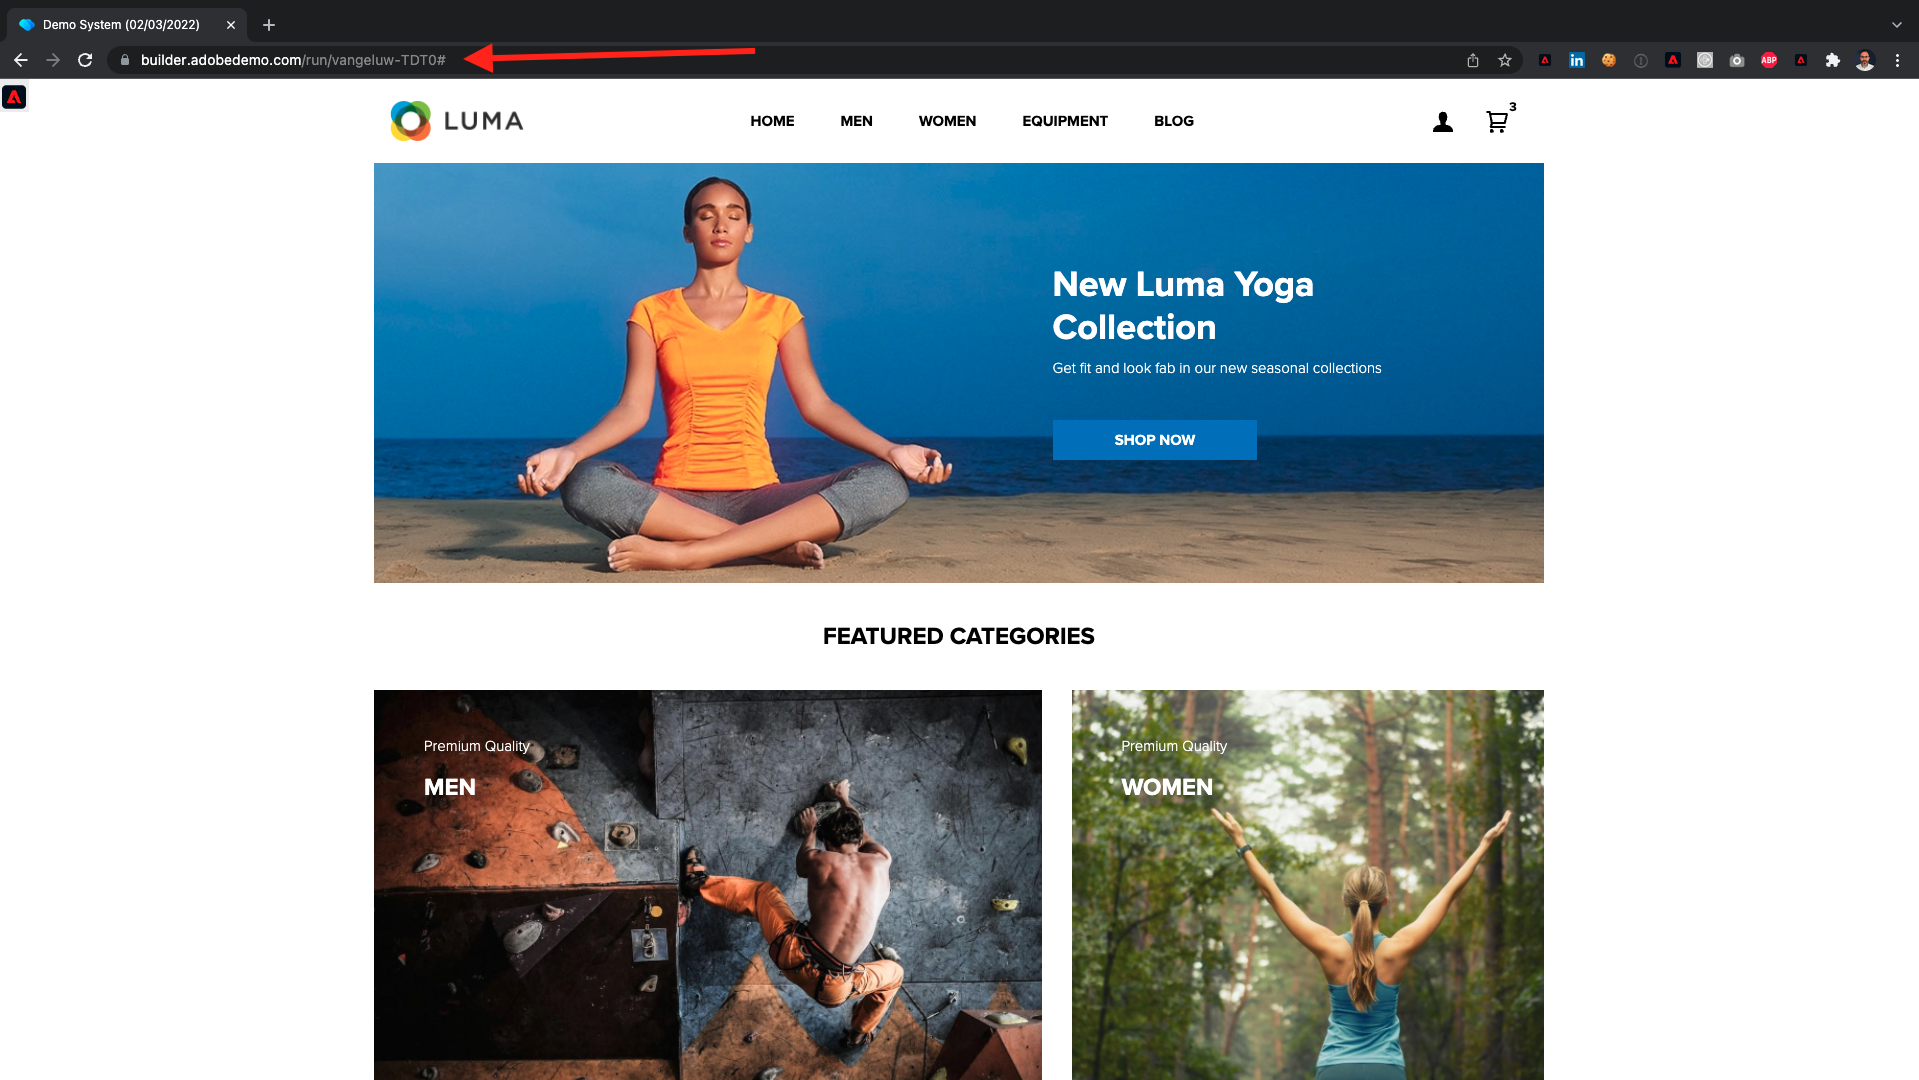 Demo System (02/03/2022)
builder.adobedemo.com/run/vangeluw-TDT0#
ABP
LUMA
HOME MEN WOMEN EQUIPMENT BLOG
3
New Luma Yoga
Collection
Get fit and look fab in our new seasonal collections
SHOP NOW
FEATURED CATEGORIES
Premium Quality
MEN
Premium Quality
WOMEN